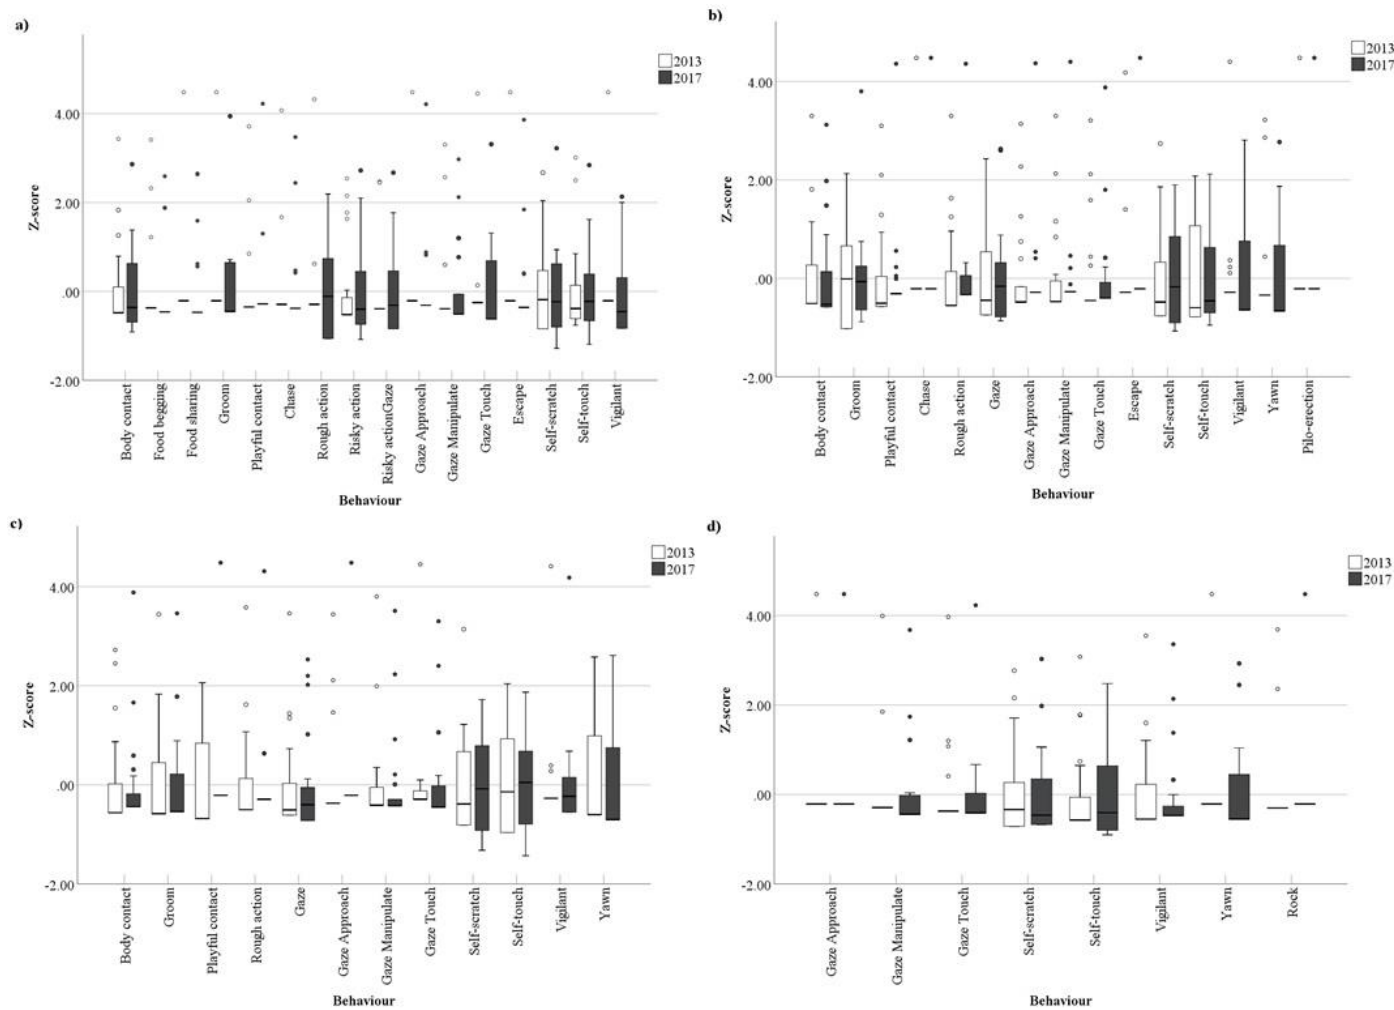 a)
2013
2017
4.00
2.00
.00
-2.00
Z-score
Body contact
Food begging
Food sharing
Groom
Playful contact
Chase
Rough action
Risky action
Risky actionGaze
Gaze Approach
Gaze Manipulate
Gaze Touch
Escape
Self-scratch
Self-touch
Vigilant
Behaviour
b)
2013
2017
4.00
2.00
.00
-2.00
Z-score
Body contact
Groom
Playful contact
Chase
Rough action
Gaze
Gaze Approach
Gaze Manipulate
Gaze Touch
Escape
Self-scratch
Self-touch
Vigilant
Yawn
Pilo-erection
Behaviour
c)
2013
2017
4.00
2.00
.00
-2.00
Z-score
Body contact
Groom
Playful contact
Rough action
Gaze
Gaze Approach
Gaze Manipulate
Gaze Touch
Self-scratch
Self-touch
Vigilant
Yawn
Behaviour
d)
2013
2017
4.00
2.00
.00
-2.00
Z-score
Gaze Approach
Gaze Manipulate
Gaze Touch
Self-scratch
Self-touch
Vigilant
Yawn
Rock
Behaviour